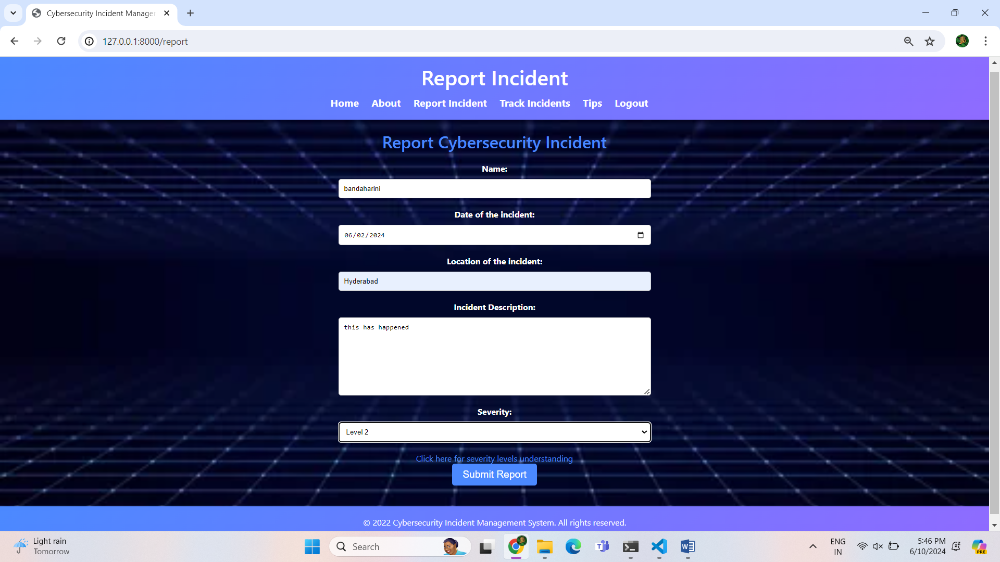 Cybersecurity Incident Manager
127.0.0.1:8000/report
Report Incident
Home About Report Incident Track Incidents Tips Logout
Report Cybersecurity Incident
Name:
bandaharini
Date of the incident:
06/02/2024
Location of the incident:
Hyderabad
Incident Description:
this has happened
Severity:
Level 2
Click here for severity levels understanding
Submit Report
© 2022 Cybersecurity Incident Management System. All rights reserved.
Light rain
Tomorrow
Search
ENG
IN
5:46 PM
6/10/2024
PRE